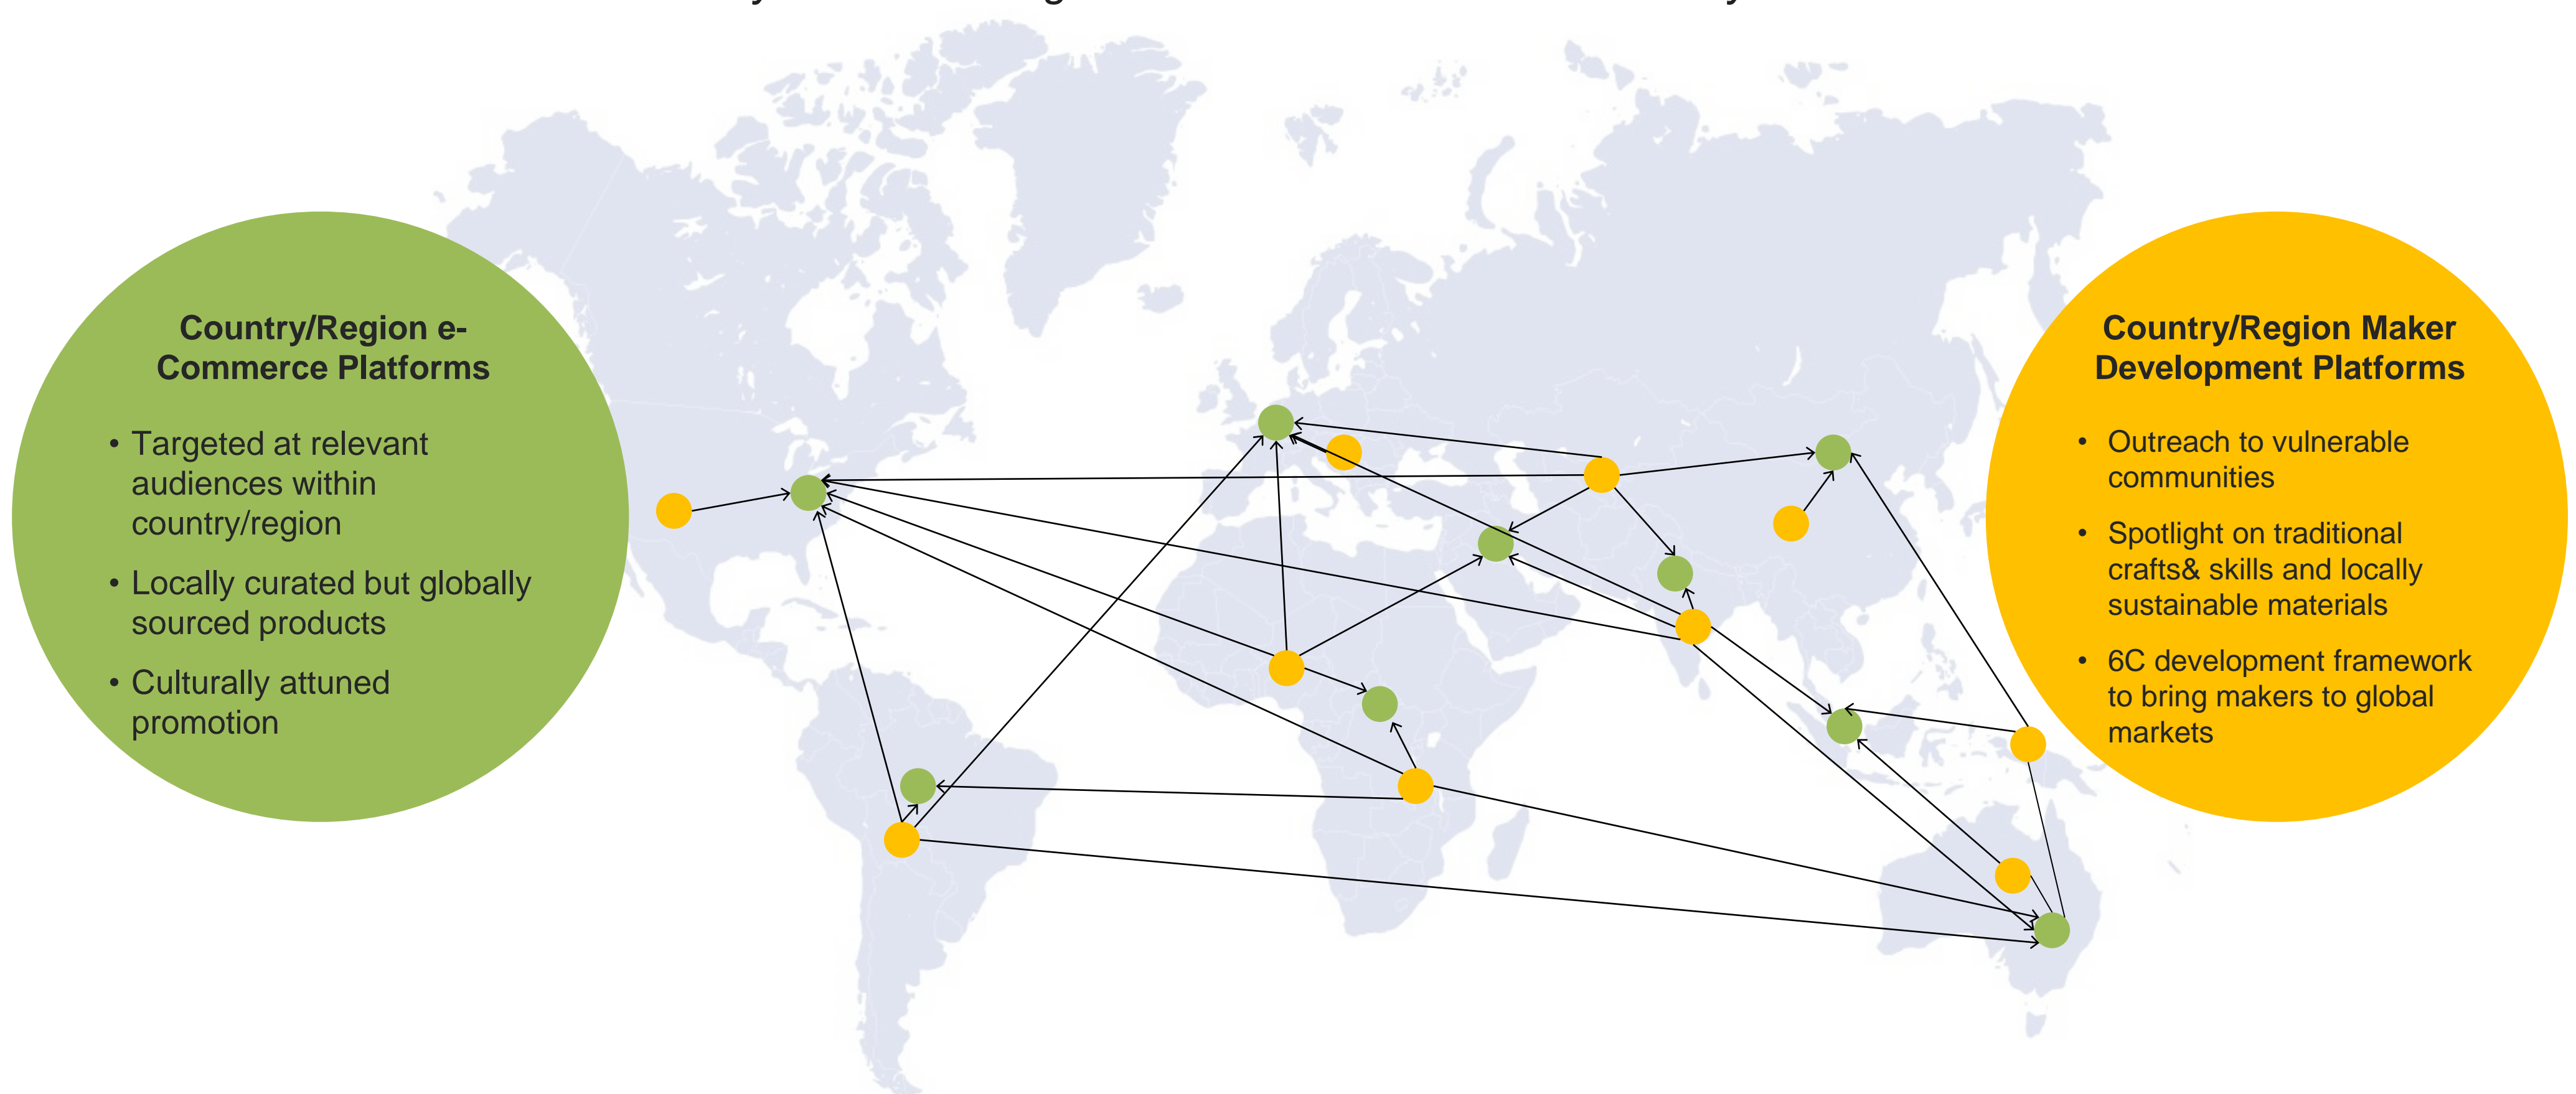 Country/Region e-
Commerce Platforms
• Targeted at relevant
audiences within
country/region
• Locally curated but globally
sourced products
• Culturally attuned
promotion
Country/Region Maker
Development Platforms
• Outreach to vulnerable
communities
• Spotlight on traditional
crafts& skills and locally
sustainable materials
• 6C development framework
to bring makers to global
markets